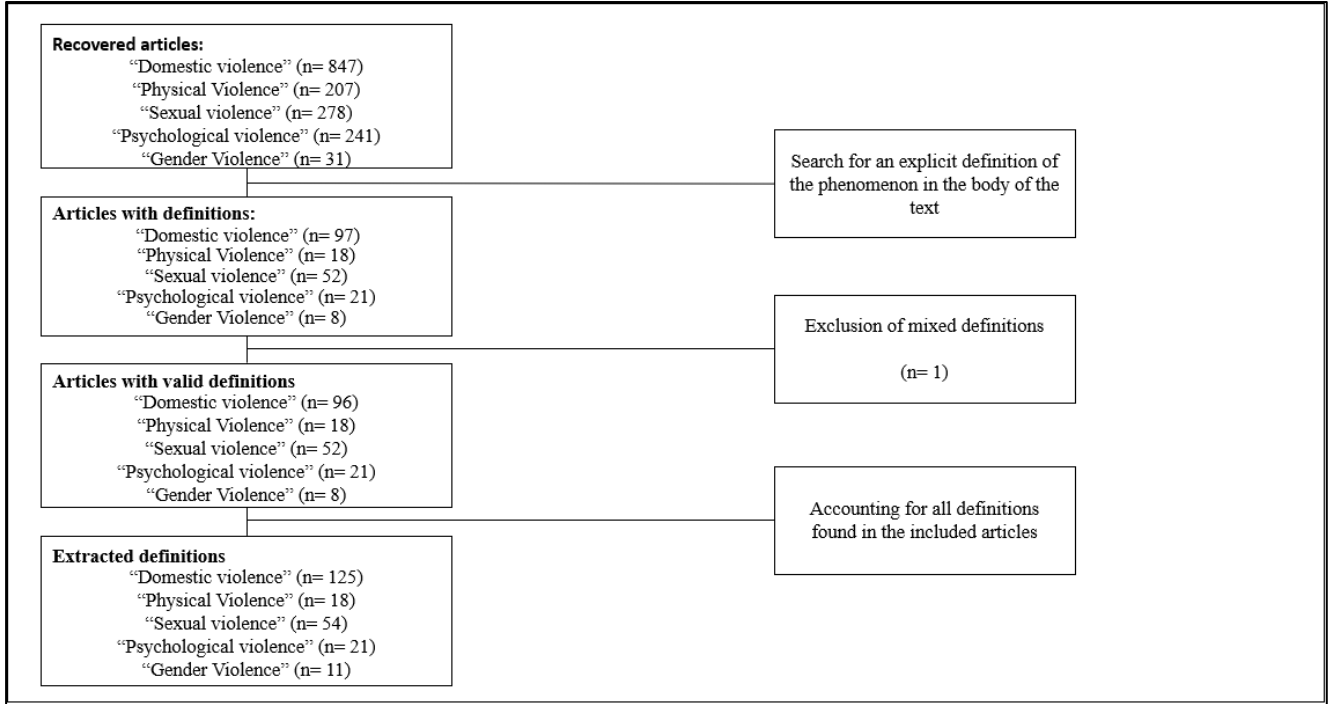 Recovered articles:
“Domestic violence” (n= 847)
“Physical Violence” (n= 207)
“Sexual violence” (n= 278)
“Psychological violence” (n= 241)
“Gender Violence” (n= 31)
Search for an explicit definition of
the phenomenon in the body of the
text
Articles with definitions:
“Domestic violence” (n= 97)
“Physical Violence” (n= 18)
“Sexual violence” (n= 52)
“Psychological violence” (n= 21)
“Gender Violence” (n= 8)
Exclusion of mixed definitions
(n= 1)
Articles with valid definitions
“Domestic violence” (n= 96)
“Physical Violence” (n= 18)
“Sexual violence” (n= 52)
“Psychological violence” (n= 21)
“Gender Violence” (n= 8)
Accounting for all definitions
found in the included articles
Extracted definitions
“Domestic violence” (n= 125)
“Physical Violence” (n= 18)
“Sexual violence” (n= 54)
“Psychological violence” (n= 21)
“Gender Violence” (n= 11)